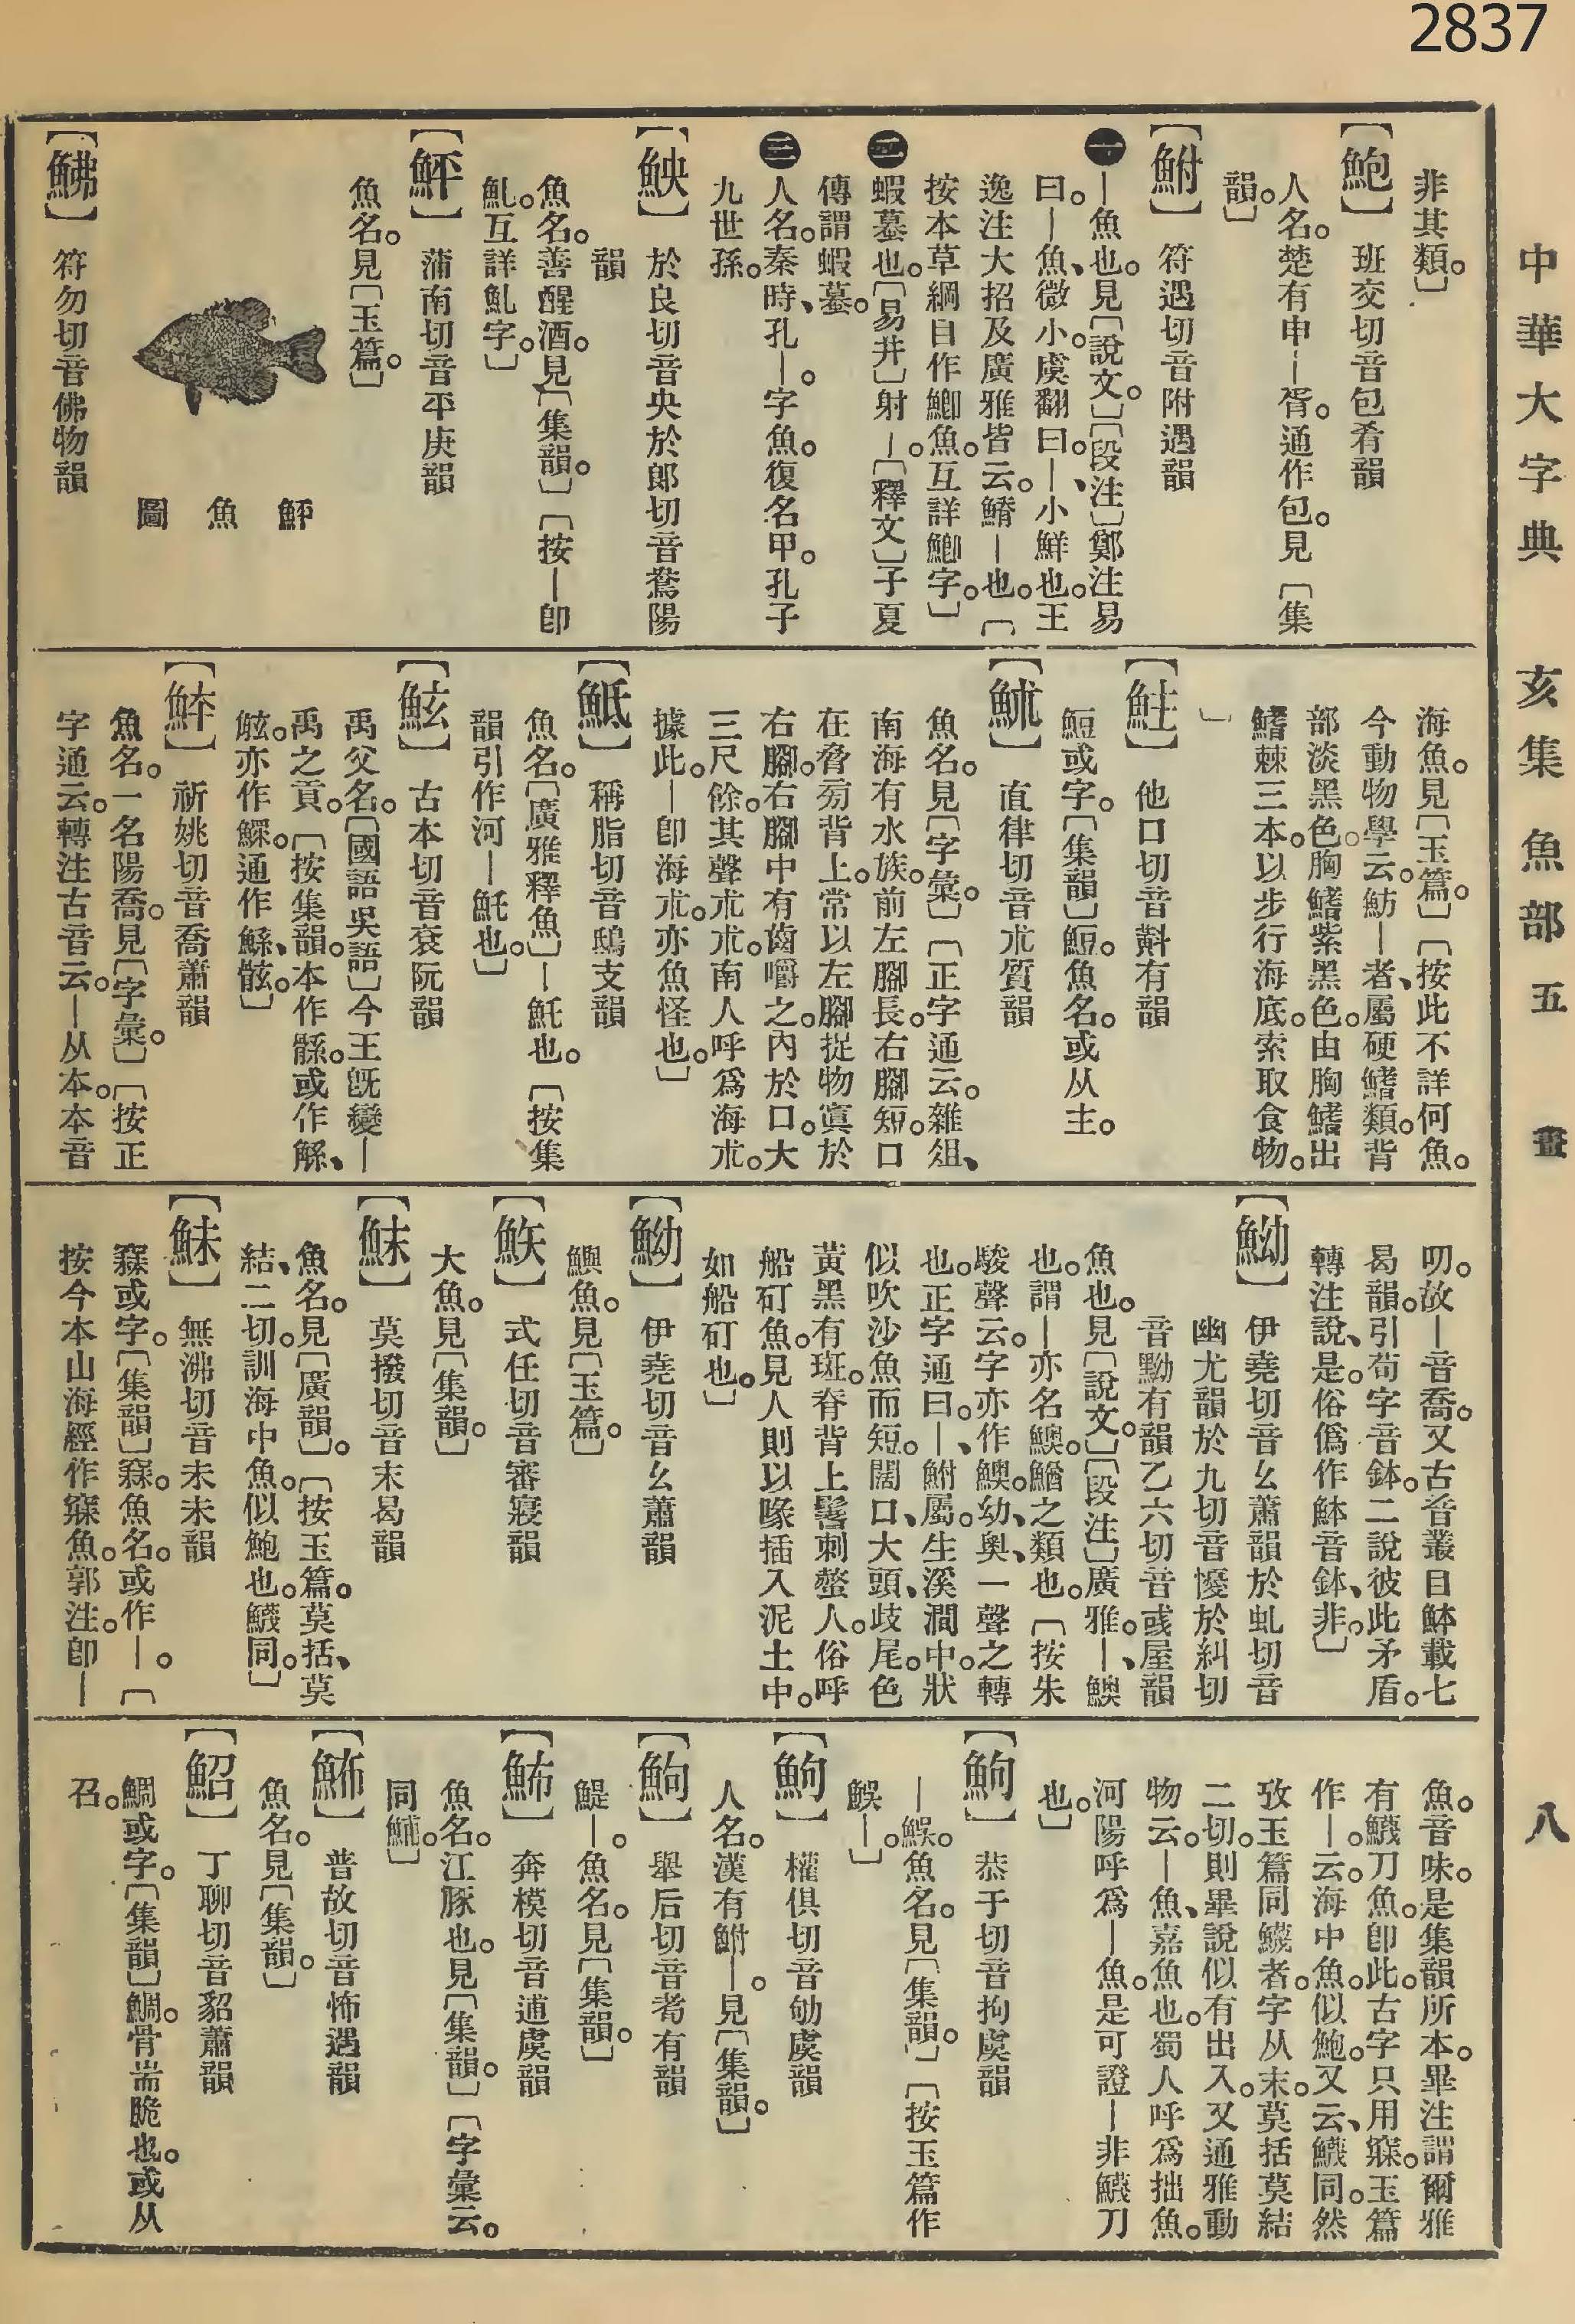 2837
中華大字典 亥集 魚部 五畫 八
非其類。〕
【鮑】 班交切音包肴韻
人名。楚有申—胥。通作包。見〔集
韻。〕
【鮒】 符遇切音附遇韻
㊀—魚也。見〔說文。〕〔段注〕鄭注易
曰。—魚、微小。虞翻曰。—、小鮮也。王
逸注大招及廣雅皆云。鰿—也。〔
按本草綱目作鯽魚。互詳鯽字。〕
㊁蝦蟇也。〔易井〕射—。〔釋文〕子夏
傳謂蝦蟇。
㊂人名。秦時、孔—。字魚。復名甲。孔子
九世孫。
【鉠】 於良切音央於郎切音鴦陽
韻
魚名。善醒酒。見〔集韻。〕〔按—卽
魟。互詳魟字。〕
【鮃】 蒲南切音平庚韻
魚名。見〔玉篇。〕
鮃魚圖
【鮄】 符勿切音佛物韻
海魚。見〔玉篇。〕〔按此不詳何魚。
今動物學云。魴—者、屬硬鰭類。背
部淡黑色。胸鰭紫黑色。由胸鰭出
鰭棘三本。以步行海底。索取食物。
〕
【鮏】 他口切音黈有韻
䱏或字。〔集韻〕䱏。魚名。或从主。
【䰲】 直律切音朮質韻
魚名。見〔字彙。〕〔正字通云。雜俎、
南海有水族。前左腳長。右腳短。口
在脅旁背上。常以左腳捉物寘於
右腳。右腳中有齒嚼之。內於口。大
三尺餘。其聲朮朮。南人呼爲海朮。
據此。—卽海朮。亦魚怪也。〕
【䱃】 稱脂切音鴟支韻
魚名。〔廣雅釋魚〕—魠也。〔按集
韻引作河—魠也。〕
【鮌】 古本切音袞阮韻
禹父名。〔國語吳語〕今王旣變—
禹之貢。〔按集韻。本作鯀。或作鮌、
䰫。亦作鰥。通作鯀、骸。〕
【𩶗】 祈姚切音喬蕭韻
魚名。一名陽喬。見〔字彙。〕〔按正
字通云。轉注古音云。—从本。本音
叨。故—音喬。又古音叢目鉢載七
曷韻。引荀字音鉢。二說彼此矛盾。
轉注說、是。俗僞作鉢音鉢、非。〕
【䱂】 伊堯切音幺蕭韻於虬切音
幽尤韻於九切音懮於糾切
音黝有韻乙六切音彧屋韻
魚也。見〔說文。〕〔段注〕廣雅。—、鱮
也。謂—亦名鱮。鰌之類也。〔按朱
駿聲云。字亦作鱮。幼、奧、一聲之轉
也。正字通曰。—、鮒屬。生溪澗中。狀
似吹沙魚而短。闊口、大頭、歧尾。色
黃黑有斑。脊背上鬐刺螫人。俗呼
船矴魚。見人則以喙插入泥土中。
如船矴也。〕
【䱂】 伊堯切音幺蕭韻
鱮魚。見〔玉篇。〕
【鉃】 式任切音審寢韻
大魚。見〔集韻。〕
【䱅】 莫撥切音末曷韻
魚名。見〔廣韻〕。〔按玉篇。莫括、莫
結、二切。訓海中魚。似鮑也。鱴同。〕
【鮇】 無沸切音未未韻
寐或字。〔集韻〕寐。魚名。或作—。〔
按今本山海經作寐魚。郭注。卽—
魚。音味。是集韻所本。畢注謂爾雅
有鱴刀魚。卽此。古字只用寐。玉篇
作—。云。海中魚。似鮑。又云、鱴同。然
攷玉篇同鱴者。字从末。莫括莫結
二切。則畢說似有出入。又通雅動
物云。—魚、嘉魚也。蜀人呼爲拙魚。
河陽呼爲—魚。是可證—非鱴刀
也。〕
【鮈】 恭于切音拘虞韻
—䱋。魚名。見〔集韻。〕〔按玉篇作
䱋—。〕
【鮈】 權俱切音劬虞韻
人名。漢有鮒—。見〔集韻。〕
【鮈】 舉后切音耇有韻
鯷—。魚名。見〔集韻。〕
【鮬】 奔模切音逋虞韻
魚名。江豚也。見〔集韻。〕〔字彙云。
同鯆。〕
【鮬】 普故切音怖遇韻
魚名。見〔集韻。〕
【鮉】 丁聊切音貂蕭韻
鯛或字。〔集韻〕鯛。骨耑脆也。或从
召。